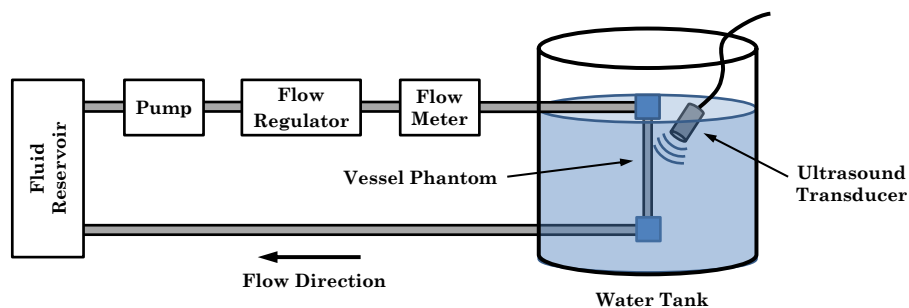 Fluid
Reservoir
Pump
Flow
Regulator
Flow
Meter
Vessel Phantom
Ultrasound
Transducer
Flow Direction
Water Tank